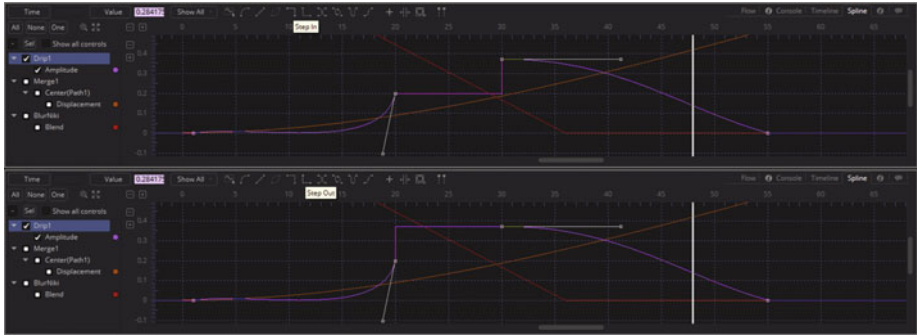 Time Value 0.28417 Show All Flow Console Timeline Spline
All None One 0 5 10 20 25 30 35 40 45 50 55 60 65
Step In
Sel Show all controls
Drip1
Amplitude
Merge1
Center(Path1)
Displacement
BlurNiki
Blend
0.4
0.3
0.2
0.1
0
-0.1
Time Value 0.28417 Show All Flow Console Timeline Spline
All None One 0 5 10 20 25 30 35 40 45 50 55 60 65
Step Out
Sel Show all controls
Drip1
Amplitude
Merge1
Center(Path1)
Displacement
BlurNiki
Blend
0.4
0.3
0.2
0.1
0
-0.1